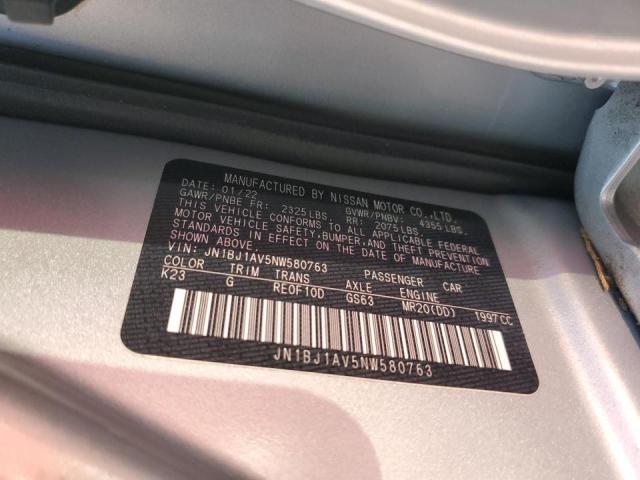 MANUFACTURED BY NISSAN MOTOR CO.,LTD.
DATE: 01/22 GVWR/PNBV: 4355LBS.
GAWR/PNBE FR: 2325LBS. RR: 2075LBS.
THIS VEHICLE CONFORMS TO ALL APPLICABLE FEDERAL
MOTOR VEHICLE SAFETY,BUMPER,AND THEFT PREVENTION
STANDARDS IN EFFECT ON THE DATE OF MANUFACTURE
SHOWN ABOVE.
VIN: JN1BJ1AV5NW580763 PASSENGER CAR
COLOR TRIM TRANS AXLE ENGINE
K23 G RE0F10D GS63 MR20(DD) 1997CC
JN1BJ1AV5NW580763